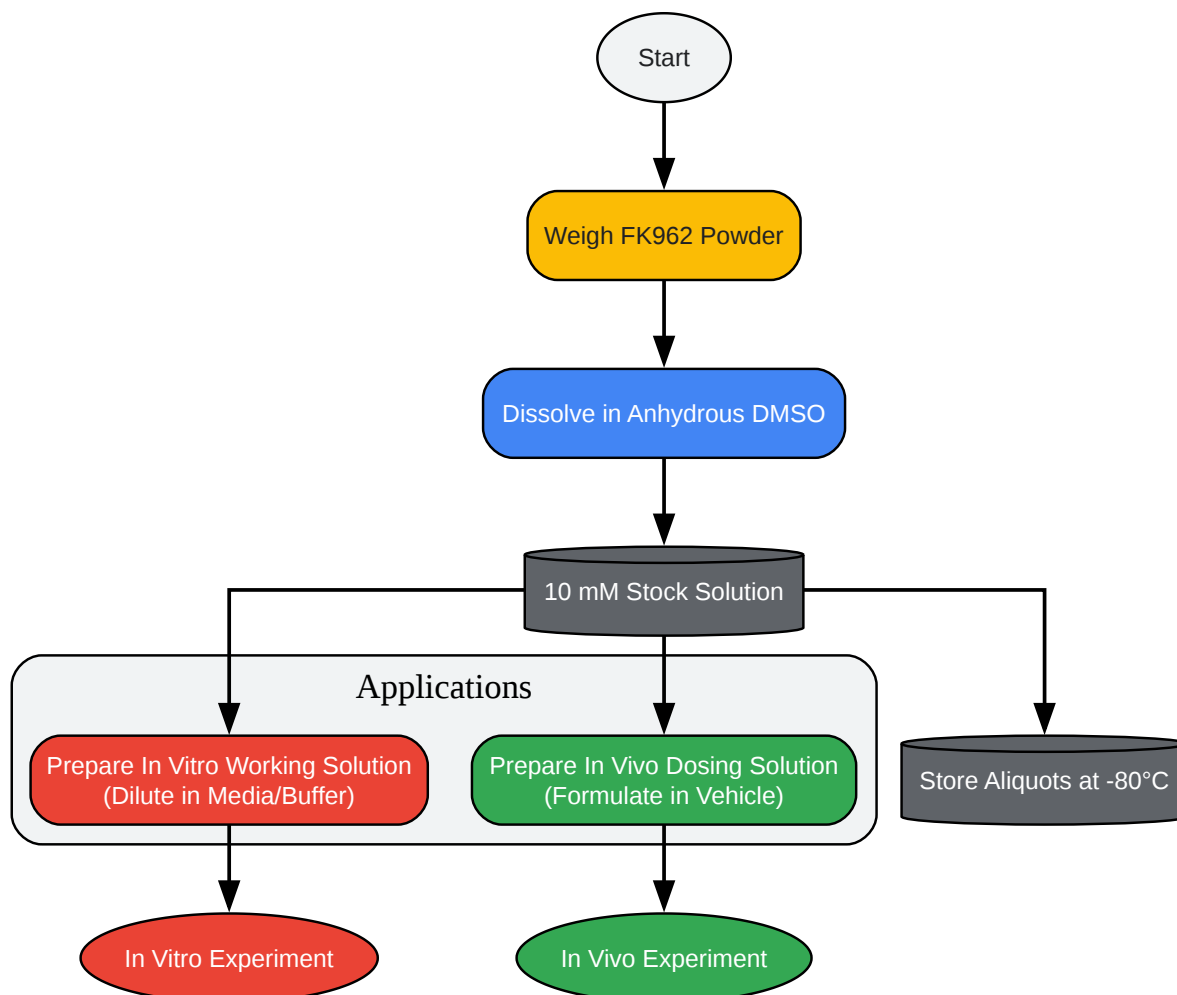 Start
Weigh FK962 Powder
Dissolve in Anhydrous DMSO
10 mM Stock Solution
Applications
Prepare In Vitro Working Solution
(Dilute in Media/Buffer)
Prepare In Vivo Dosing Solution
(Formulate in Vehicle)
Store Aliquots at -80°C
In Vitro Experiment
In Vivo Experiment